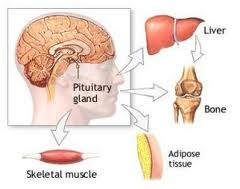 Liver
Pituitary
gland
Bone
Adipose
tissue
Skeletal muscle